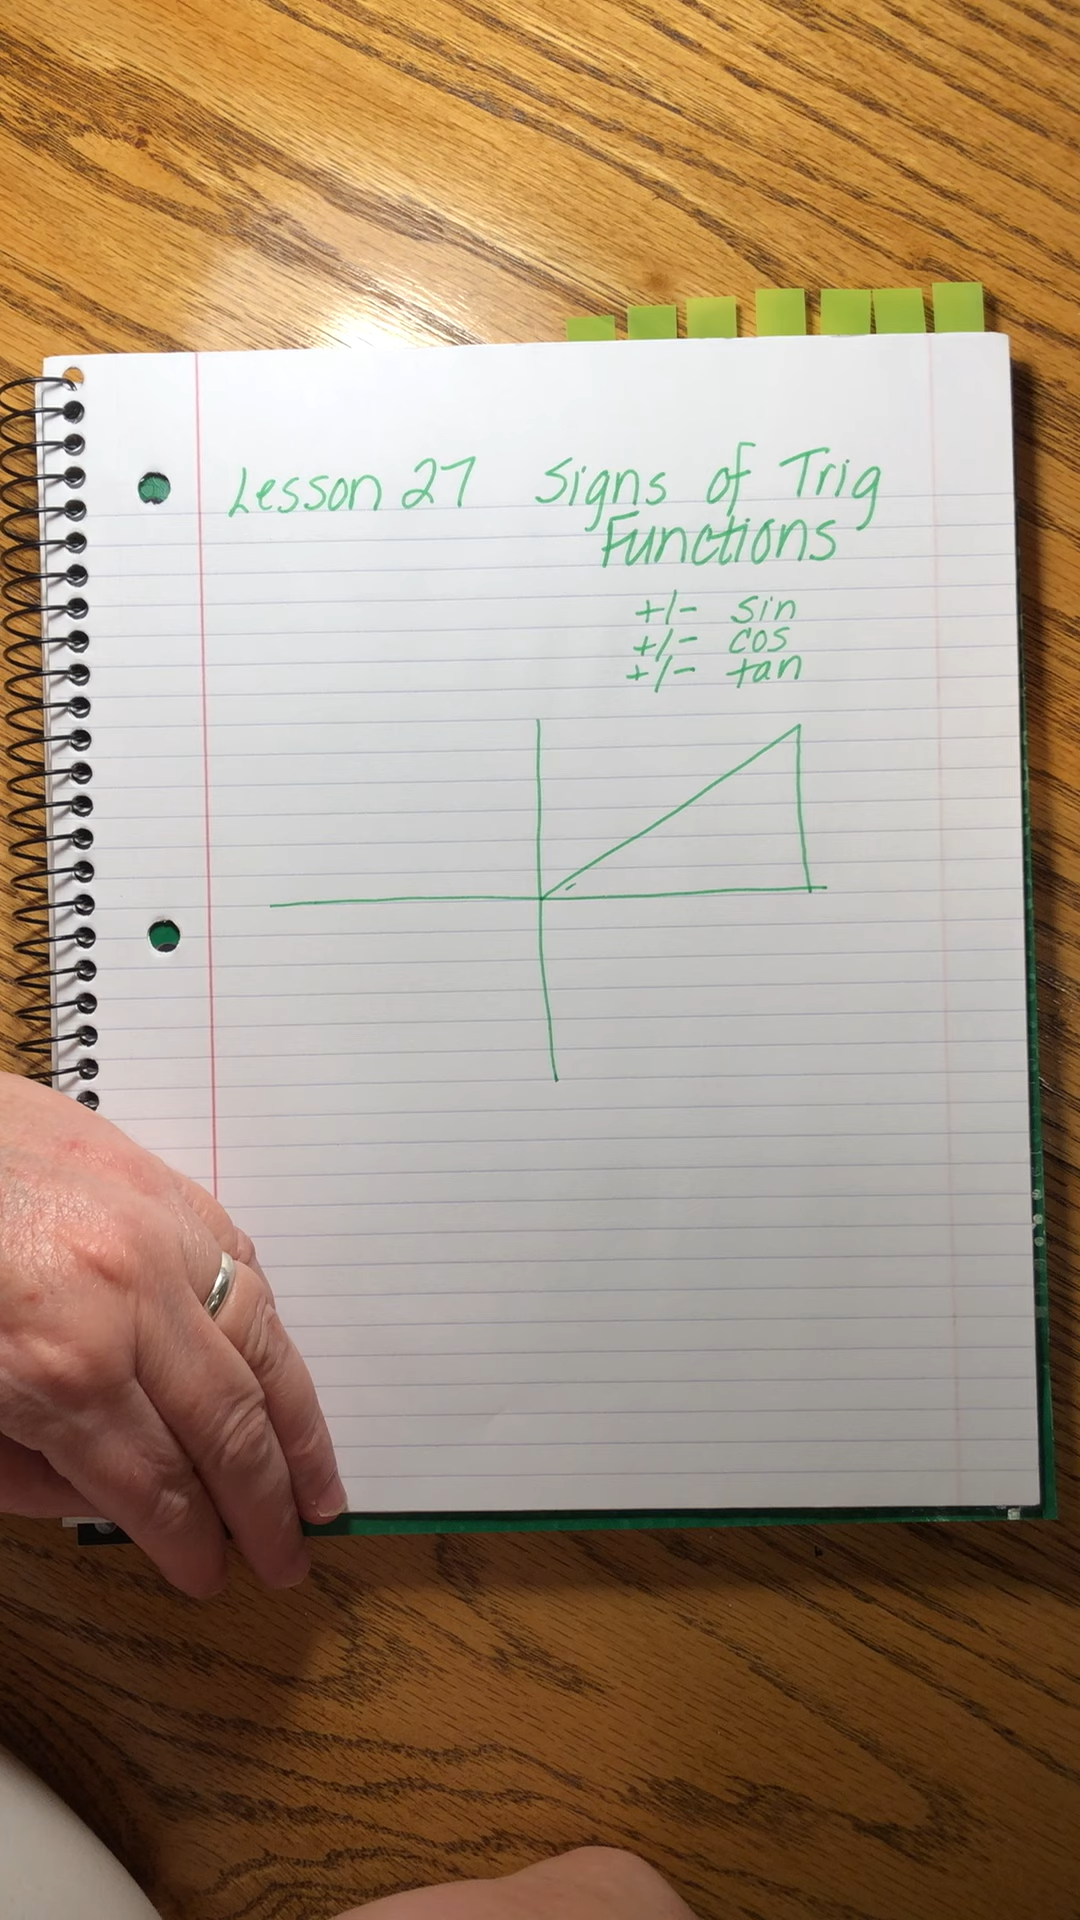 Lesson 27 Signs of Trig
Functions
+/- sin
+/- cos
+/- tan